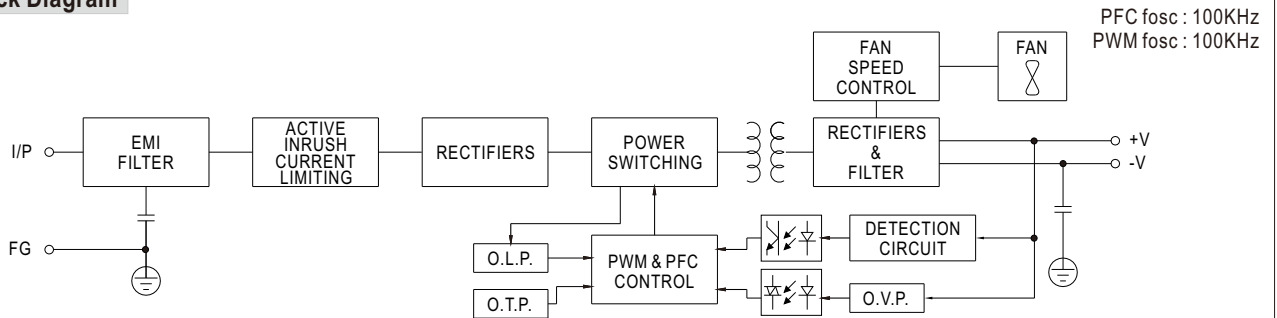 Diagram
PFC fosc : 100KHz
PWM fosc : 100KHz
FAN
SPEED
CONTROL
FAN
I/P
EMI
FILTER
ACTIVE
INRUSH
CURRENT
LIMITING
RECTIFIERS
POWER
SWITCHING
RECTIFIERS
&
FILTER
+V
-V
FG
O.L.P.
O.T.P.
PWM & PFC
CONTROL
DETECTION
CIRCUIT
O.V.P.